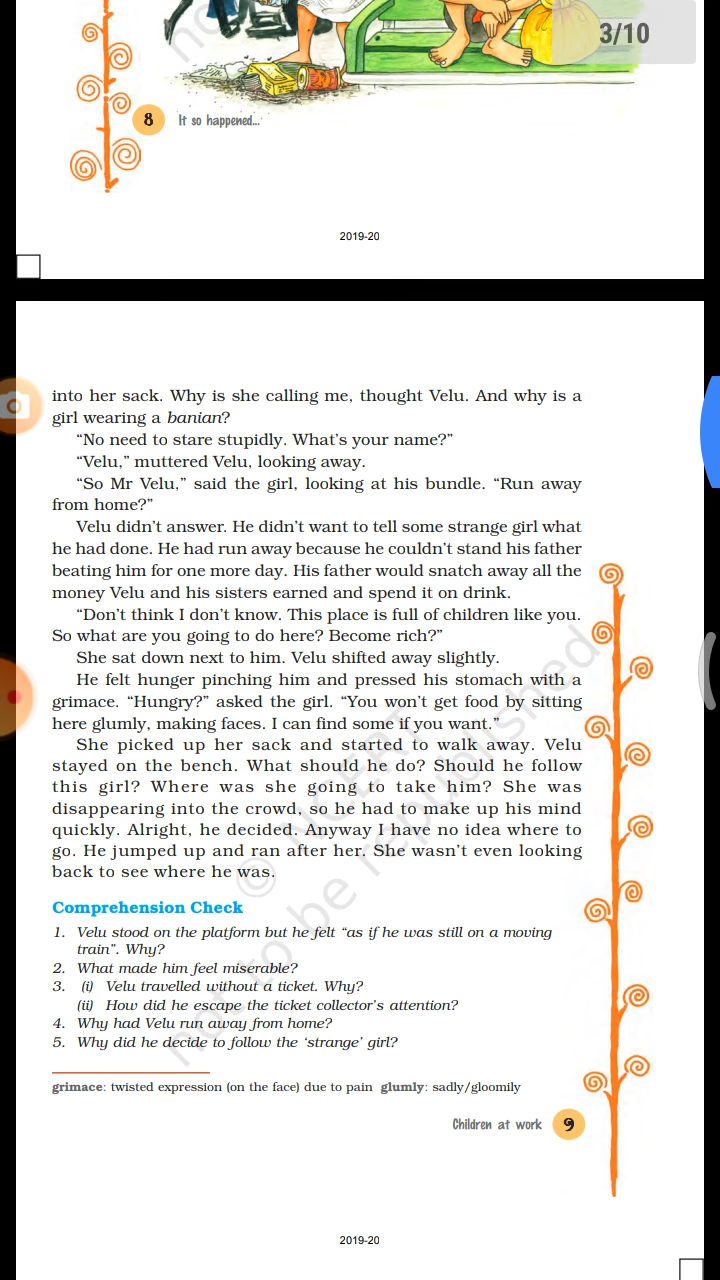 3/10
8 It so happened...
2019-20
into her sack. Why is she calling me, thought Velu. And why is a
girl wearing a banian?
“No need to stare stupidly. What’s your name?”
“Velu,” muttered Velu, looking away.
“So Mr Velu,” said the girl, looking at his bundle. “Run away
from home?”
Velu didn’t answer. He didn’t want to tell some strange girl what
he had done. He had run away because he couldn’t stand his father
beating him for one more day. His father would snatch away all the
money Velu and his sisters earned and spend it on drink.
“Don’t think I don’t know. This place is full of children like you.
So what are you going to do here? Become rich?”
She sat down next to him. Velu shifted away slightly.
He felt hunger pinching him and pressed his stomach with a
grimace. “Hungry?” asked the girl. “You won’t get food by sitting
here glumly, making faces. I can find some if you want.”
She picked up her sack and started to walk away. Velu
stayed on the bench. What should he do? Should he follow
this girl? Where was she going to take him? She was
disappearing into the crowd, so he had to make up his mind
quickly. Alright, he decided. Anyway I have no idea where to
go. He jumped up and ran after her. She wasn’t even looking
back to see where he was.
Comprehension Check
1. Velu stood on the platform but he felt “as if he was still on a moving
train”. Why?
2. What made him feel miserable?
3. (i) Velu travelled without a ticket. Why?
(ii) How did he escape the ticket collector’s attention?
4. Why had Velu run away from home?
5. Why did he decide to follow the ‘strange’ girl?
grimace: twisted expression (on the face) due to pain glumly: sadly/gloomily
Children at work 9
2019-20
© NCERT
not to be republished